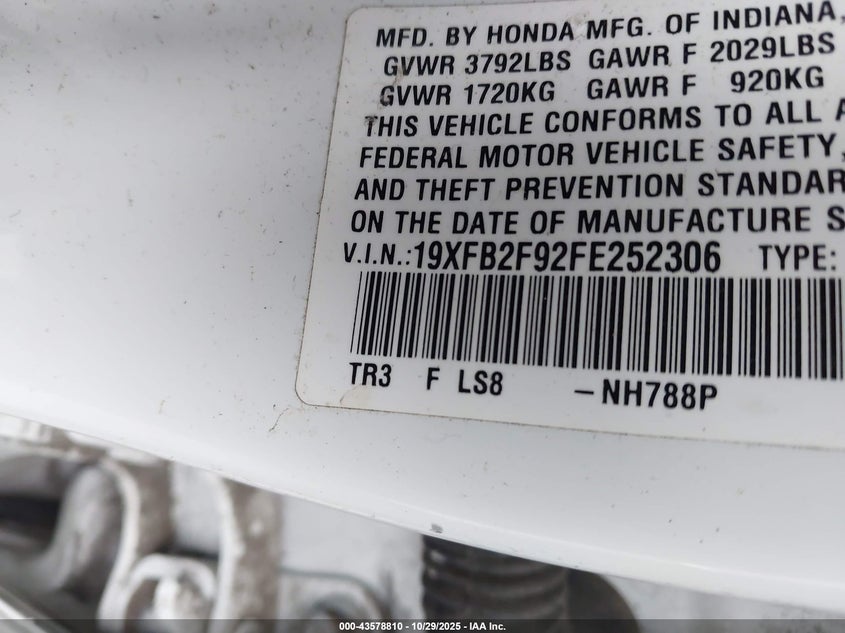 MFD. BY HONDA MFG. OF INDIANA,
GVWR 3792LBS GAWR F 2029LBS
GVWR 1720KG GAWR F 920KG
THIS VEHICLE CONFORMS TO ALL A
FEDERAL MOTOR VEHICLE SAFETY,
AND THEFT PREVENTION STANDAR
ON THE DATE OF MANUFACTURE S
V.I.N.:19XFB2F92FE252306 TYPE:
TR3 F LS8 -NH788P
000-43578810 / 10/29/2025 - IAA Inc.